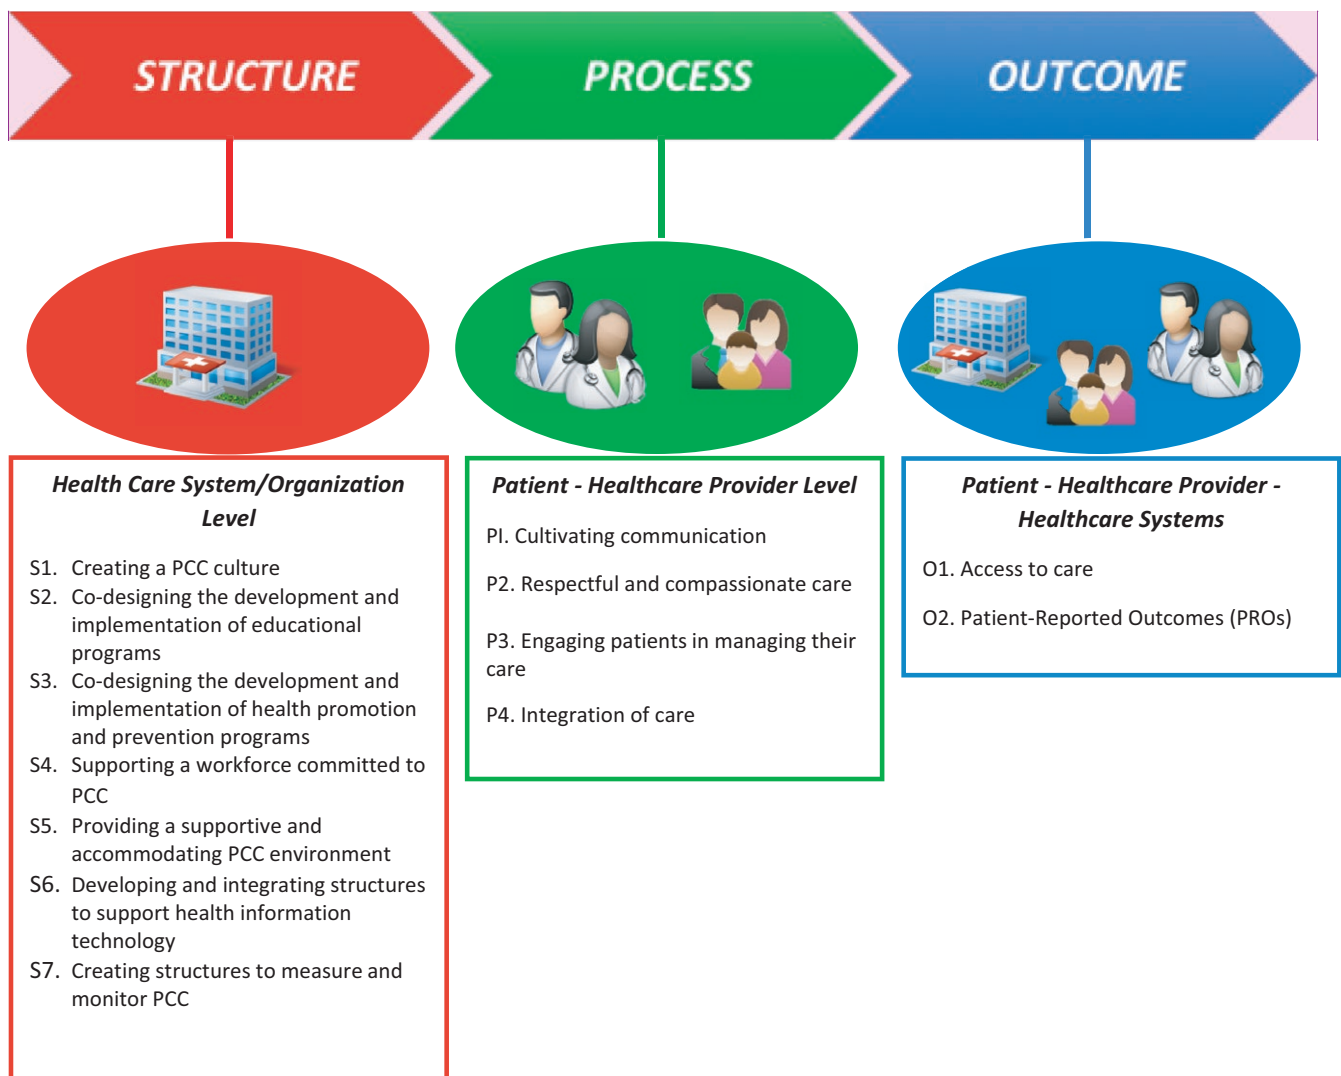 STRUCTURE
PROCESS
OUTCOME
Health Care System/Organization
Level
S1. Creating a PCC culture
S2. Co-designing the development and
implementation of educational
programs
S3. Co-designing the development and
implementation of health promotion
and prevention programs
S4. Supporting a workforce committed to
PCC
S5. Providing a supportive and
accommodating PCC environment
S6. Developing and integrating structures
to support health information
technology
S7. Creating structures to measure and
monitor PCC
Patient - Healthcare Provider Level
PI. Cultivating communication
P2. Respectful and compassionate care
P3. Engaging patients in managing their
care
P4. Integration of care
Patient - Healthcare Provider -
Healthcare Systems
O1. Access to care
O2. Patient-Reported Outcomes (PROs)